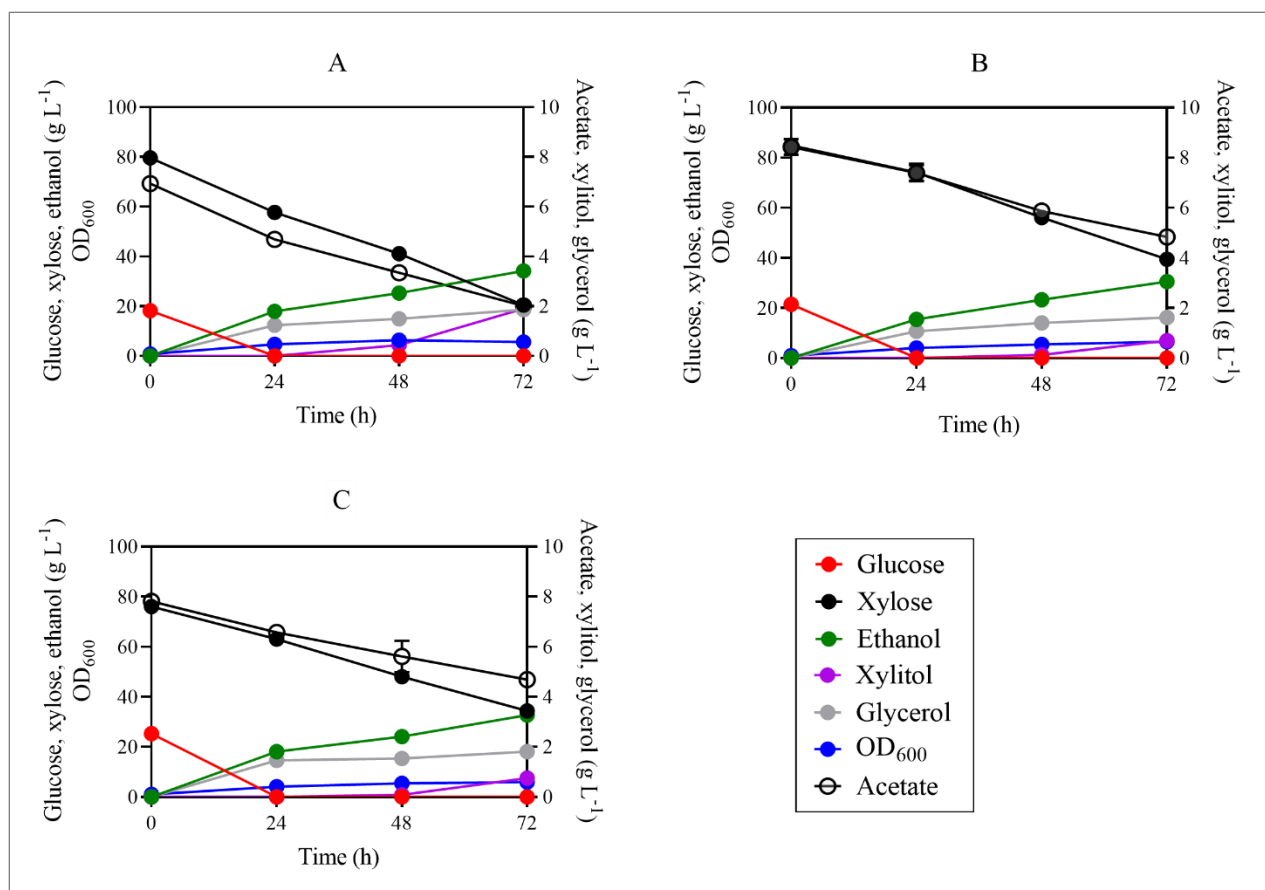 A
Glucose, xylose, ethanol (g L⁻¹)
OD₆₀₀
100
80
60
40
20
0
Acetate, xylitol, glycerol (g L⁻¹)
10
8
6
4
2
0
0 24 48 72
Time (h)
B
Glucose, xylose, ethanol (g L⁻¹)
OD₆₀₀
100
80
60
40
20
0
Acetate, xylitol, glycerol (g L⁻¹)
10
8
6
4
2
0
0 24 48 72
Time (h)
C
Glucose, xylose, ethanol (g L⁻¹)
OD₆₀₀
100
80
60
40
20
0
Acetate, xylitol, glycerol (g L⁻¹)
10
8
6
4
2
0
0 24 48 72
Time (h)
Glucose
Xylose
Ethanol
Xylitol
Glycerol
OD₆₀₀
Acetate